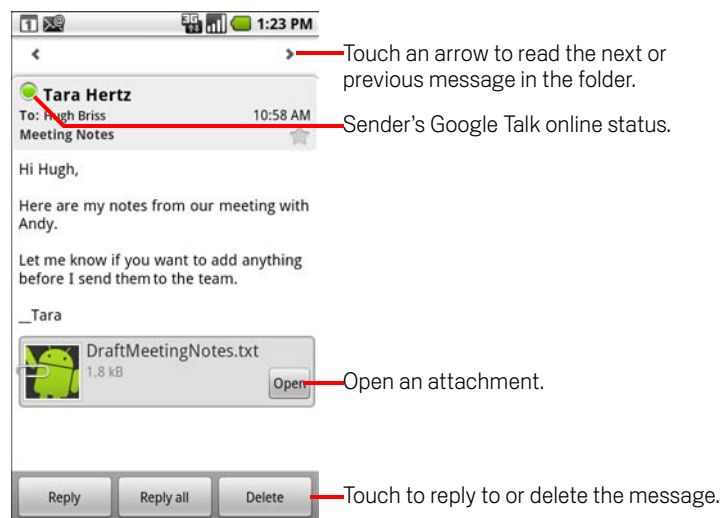 1 3G 1:23 PM
< >
Touch an arrow to read the next or
previous message in the folder.
Tara Hertz
To: Hugh Briss 10:58 AM
Sender's Google Talk online status.
Meeting Notes
Hi Hugh,
Here are my notes from our meeting with
Andy.
Let me know if you want to add anything
before I send them to the team.
__Tara
DraftMeetingNotes.txt
1.8 kB
Open
Open an attachment.
Reply Reply all Delete
Touch to reply to or delete the message.